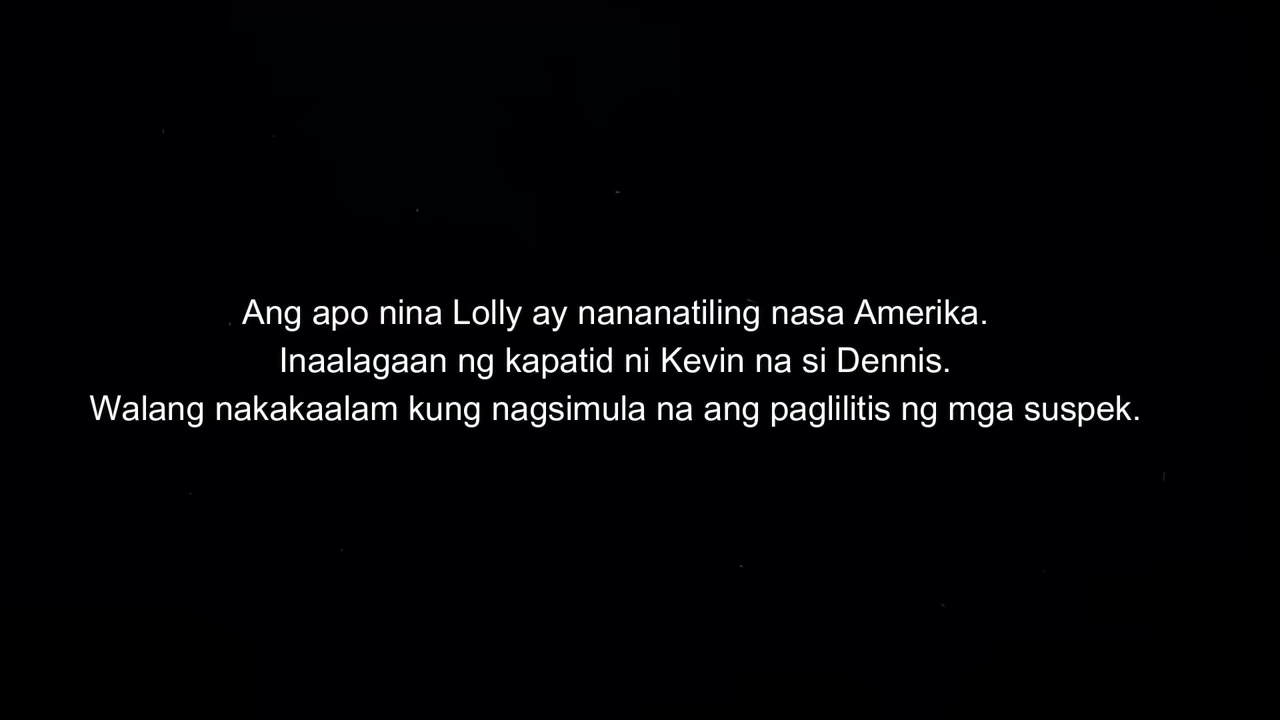 Ang apo nina Lolly ay nananatiling nasa Amerika.
Inaalagaan ng kapatid ni Kevin na si Dennis.
Walang nakakaalam kung nagsimula na ang paglilitis ng mga suspek.